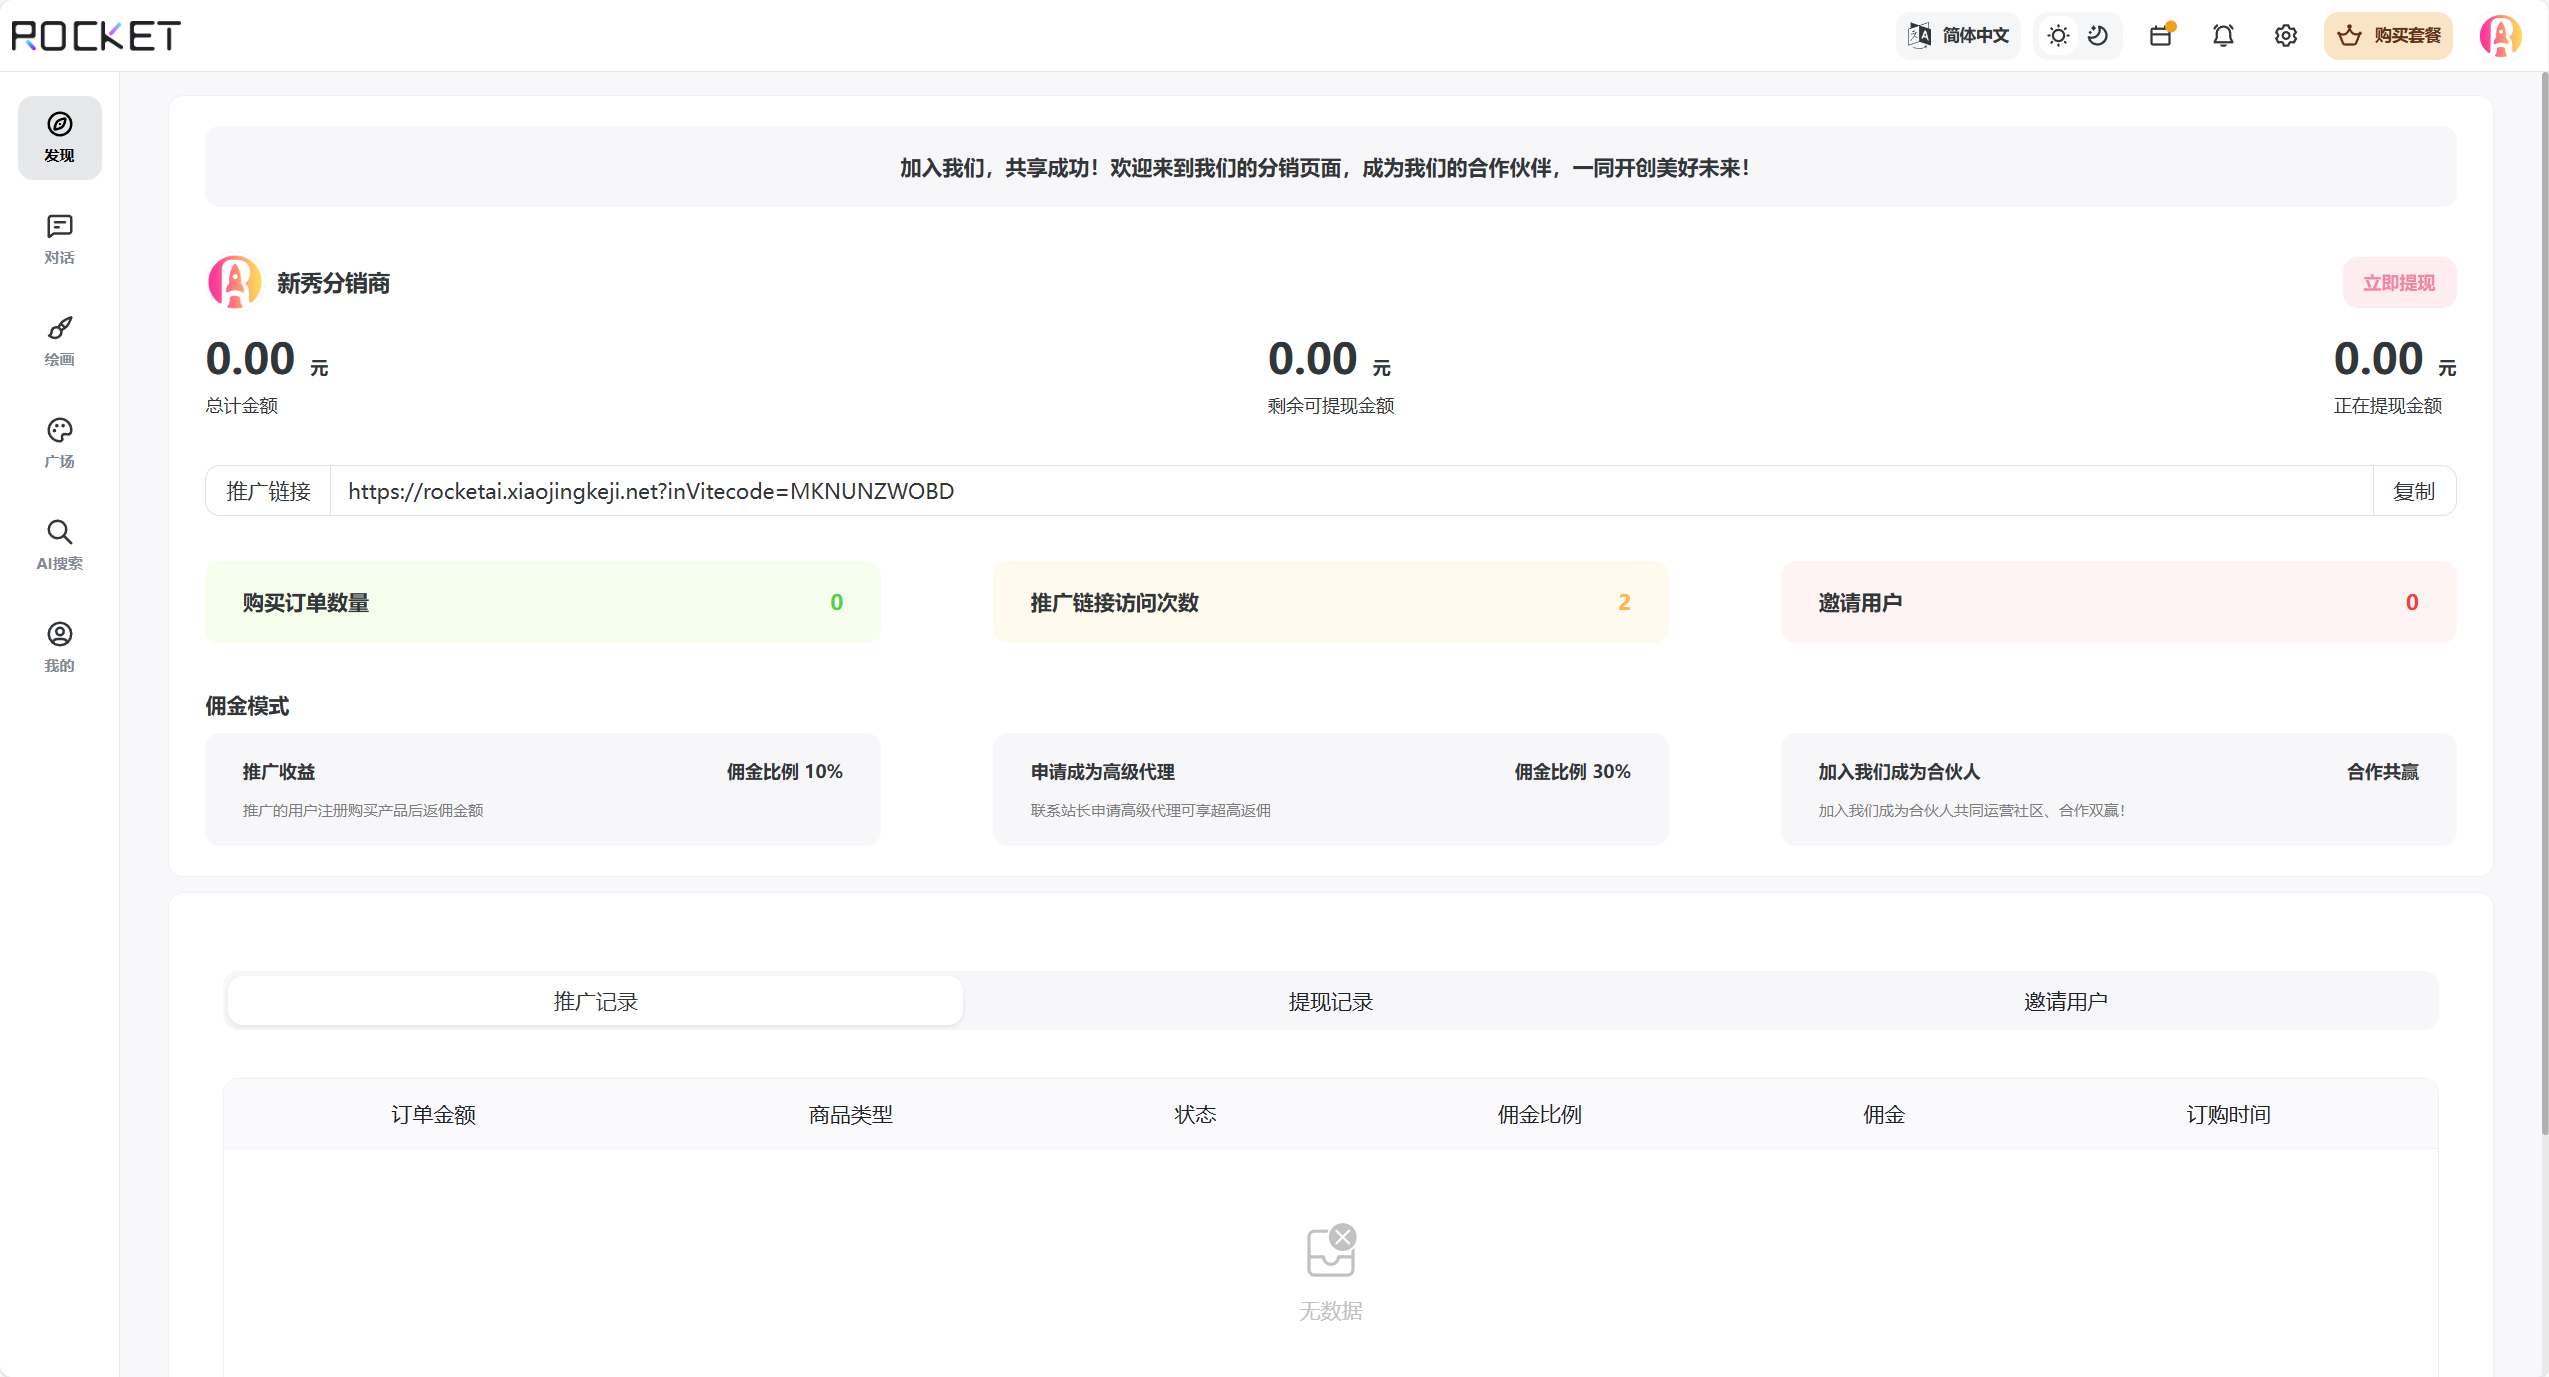 ROCKET
简体中文
购买套餐
发现
对话
绘画
广场
AI搜索
我的
加入我们，共享成功！欢迎来到我们的分销页面，成为我们的合作伙伴，一同开创美好未来！
新秀分销商
立即提现
0.00 元
总计金额
0.00 元
剩余可提现金额
0.00 元
正在提现金额
推广链接 https://rocketai.xiaojingkeji.net?inVitecode=MKNUNZWOBD 复制
购买订单数量 0
推广链接访问次数 2
邀请用户 0
佣金模式
推广收益 佣金比例 10%
推广的用户注册购买产品后返佣金额
申请成为高级代理 佣金比例 30%
联系站长申请高级代理可享超高返佣
加入我们成为合伙人 合作共赢
加入我们成为合伙人共同运营社区、合作双赢！
推广记录 提现记录 邀请用户
订单金额 商品类型 状态 佣金比例 佣金 订购时间
无数据